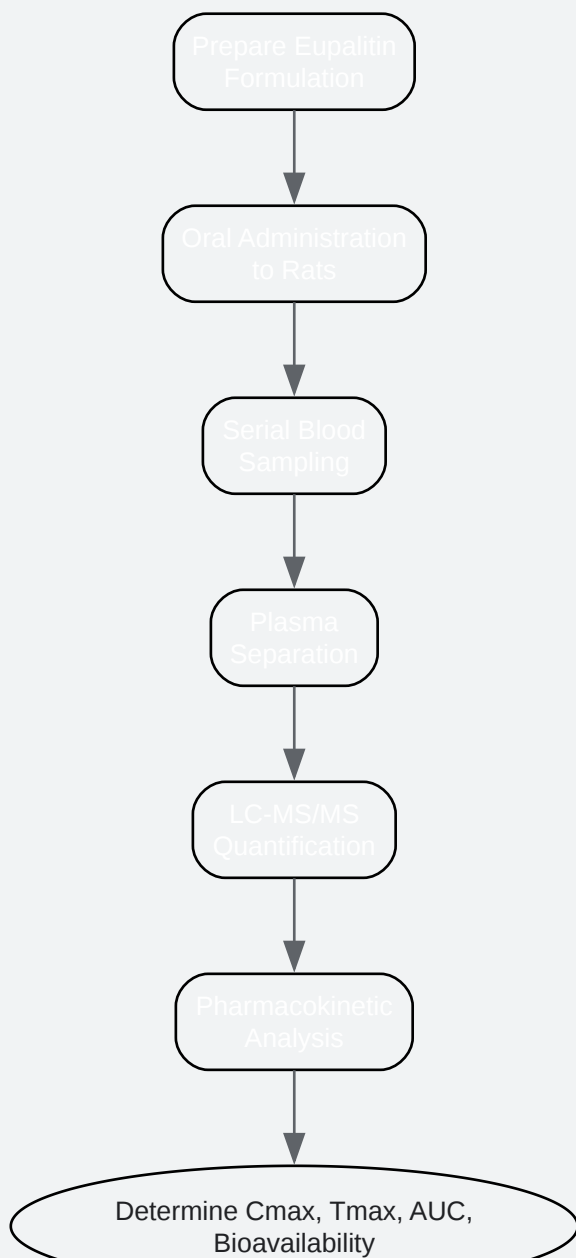 Prepare Eupalitin
Formulation
Oral Administration
to Rats
Serial Blood
Sampling
Plasma
Separation
LC-MS/MS
Quantification
Pharmacokinetic
Analysis
Determine Cmax, Tmax, AUC,
Bioavailability